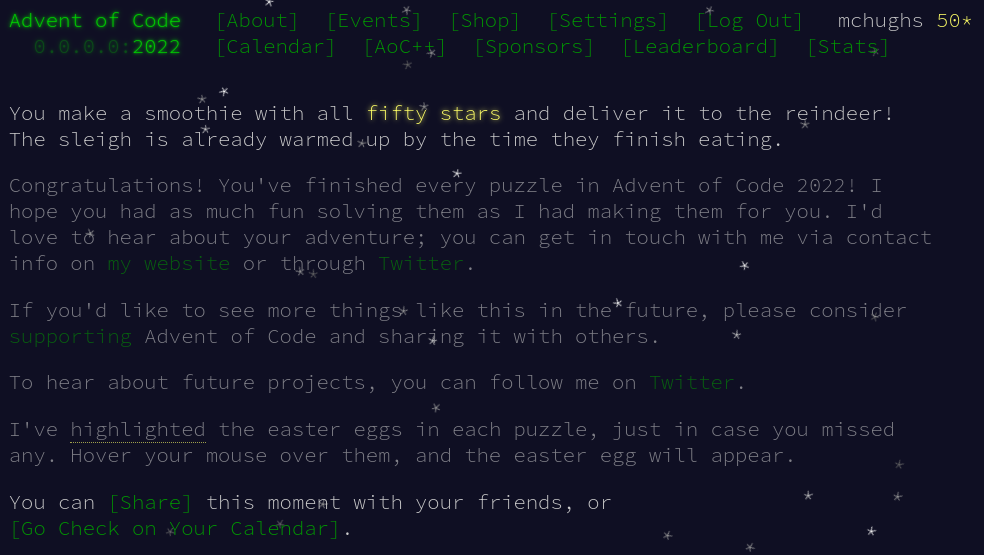 Advent of Code [About] [Events] [Shop] [Settings] [Log Out] mchughs 50*
0.0.0.0:2022 [Calendar] [AoC++] [Sponsors] [Leaderboard] [Stats]
You make a smoothie with all fifty stars and deliver it to the reindeer!
The sleigh is already warmed up by the time they finish eating.
Congratulations! You've finished every puzzle in Advent of Code 2022! I
hope you had as much fun solving them as I had making them for you. I'd
love to hear about your adventure; you can get in touch with me via contact
info on my website or through Twitter.
If you'd like to see more things like this in the future, please consider
supporting Advent of Code and sharing it with others.
To hear about future projects, you can follow me on Twitter.
I've highlighted the easter eggs in each puzzle, just in case you missed
any. Hover your mouse over them, and the easter egg will appear.
You can [Share] this moment with your friends, or
[Go Check on Your Calendar].